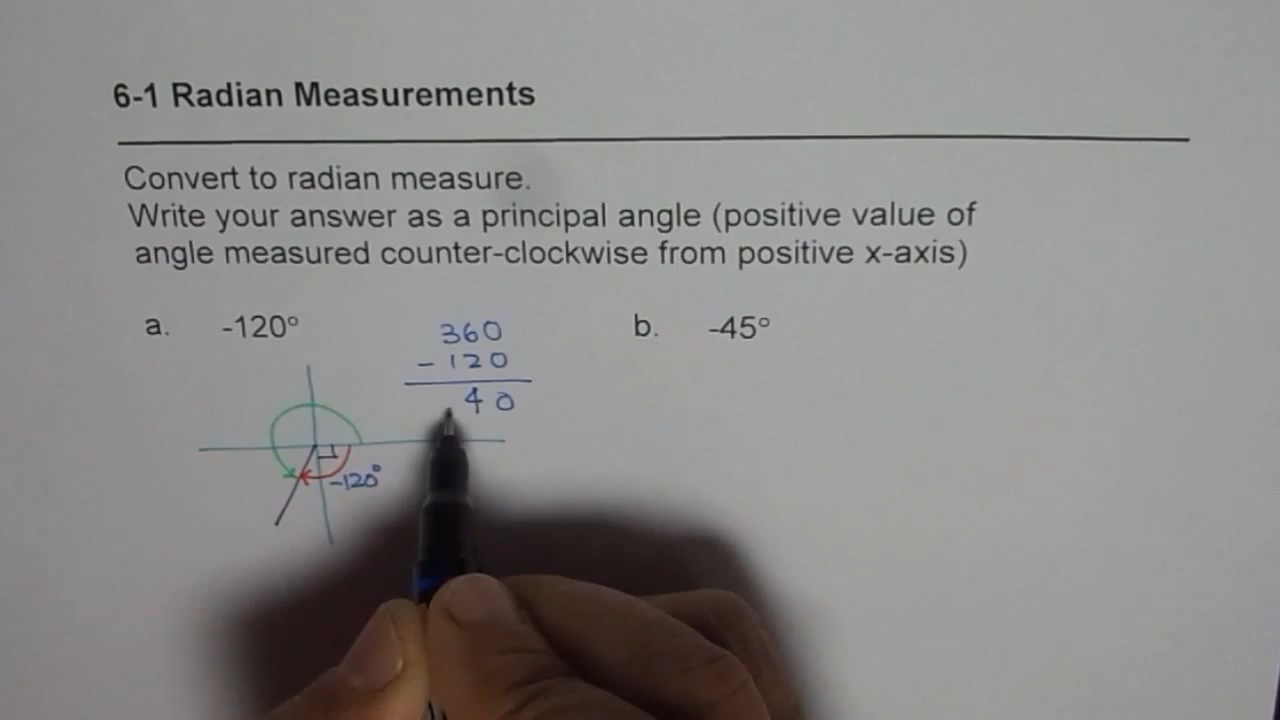 6-1 Radian Measurements
Convert to radian measure.
Write your answer as a principal angle (positive value of
angle measured counter-clockwise from positive x-axis)
a. -120°
360
- 120
40
-120°
b. -45°